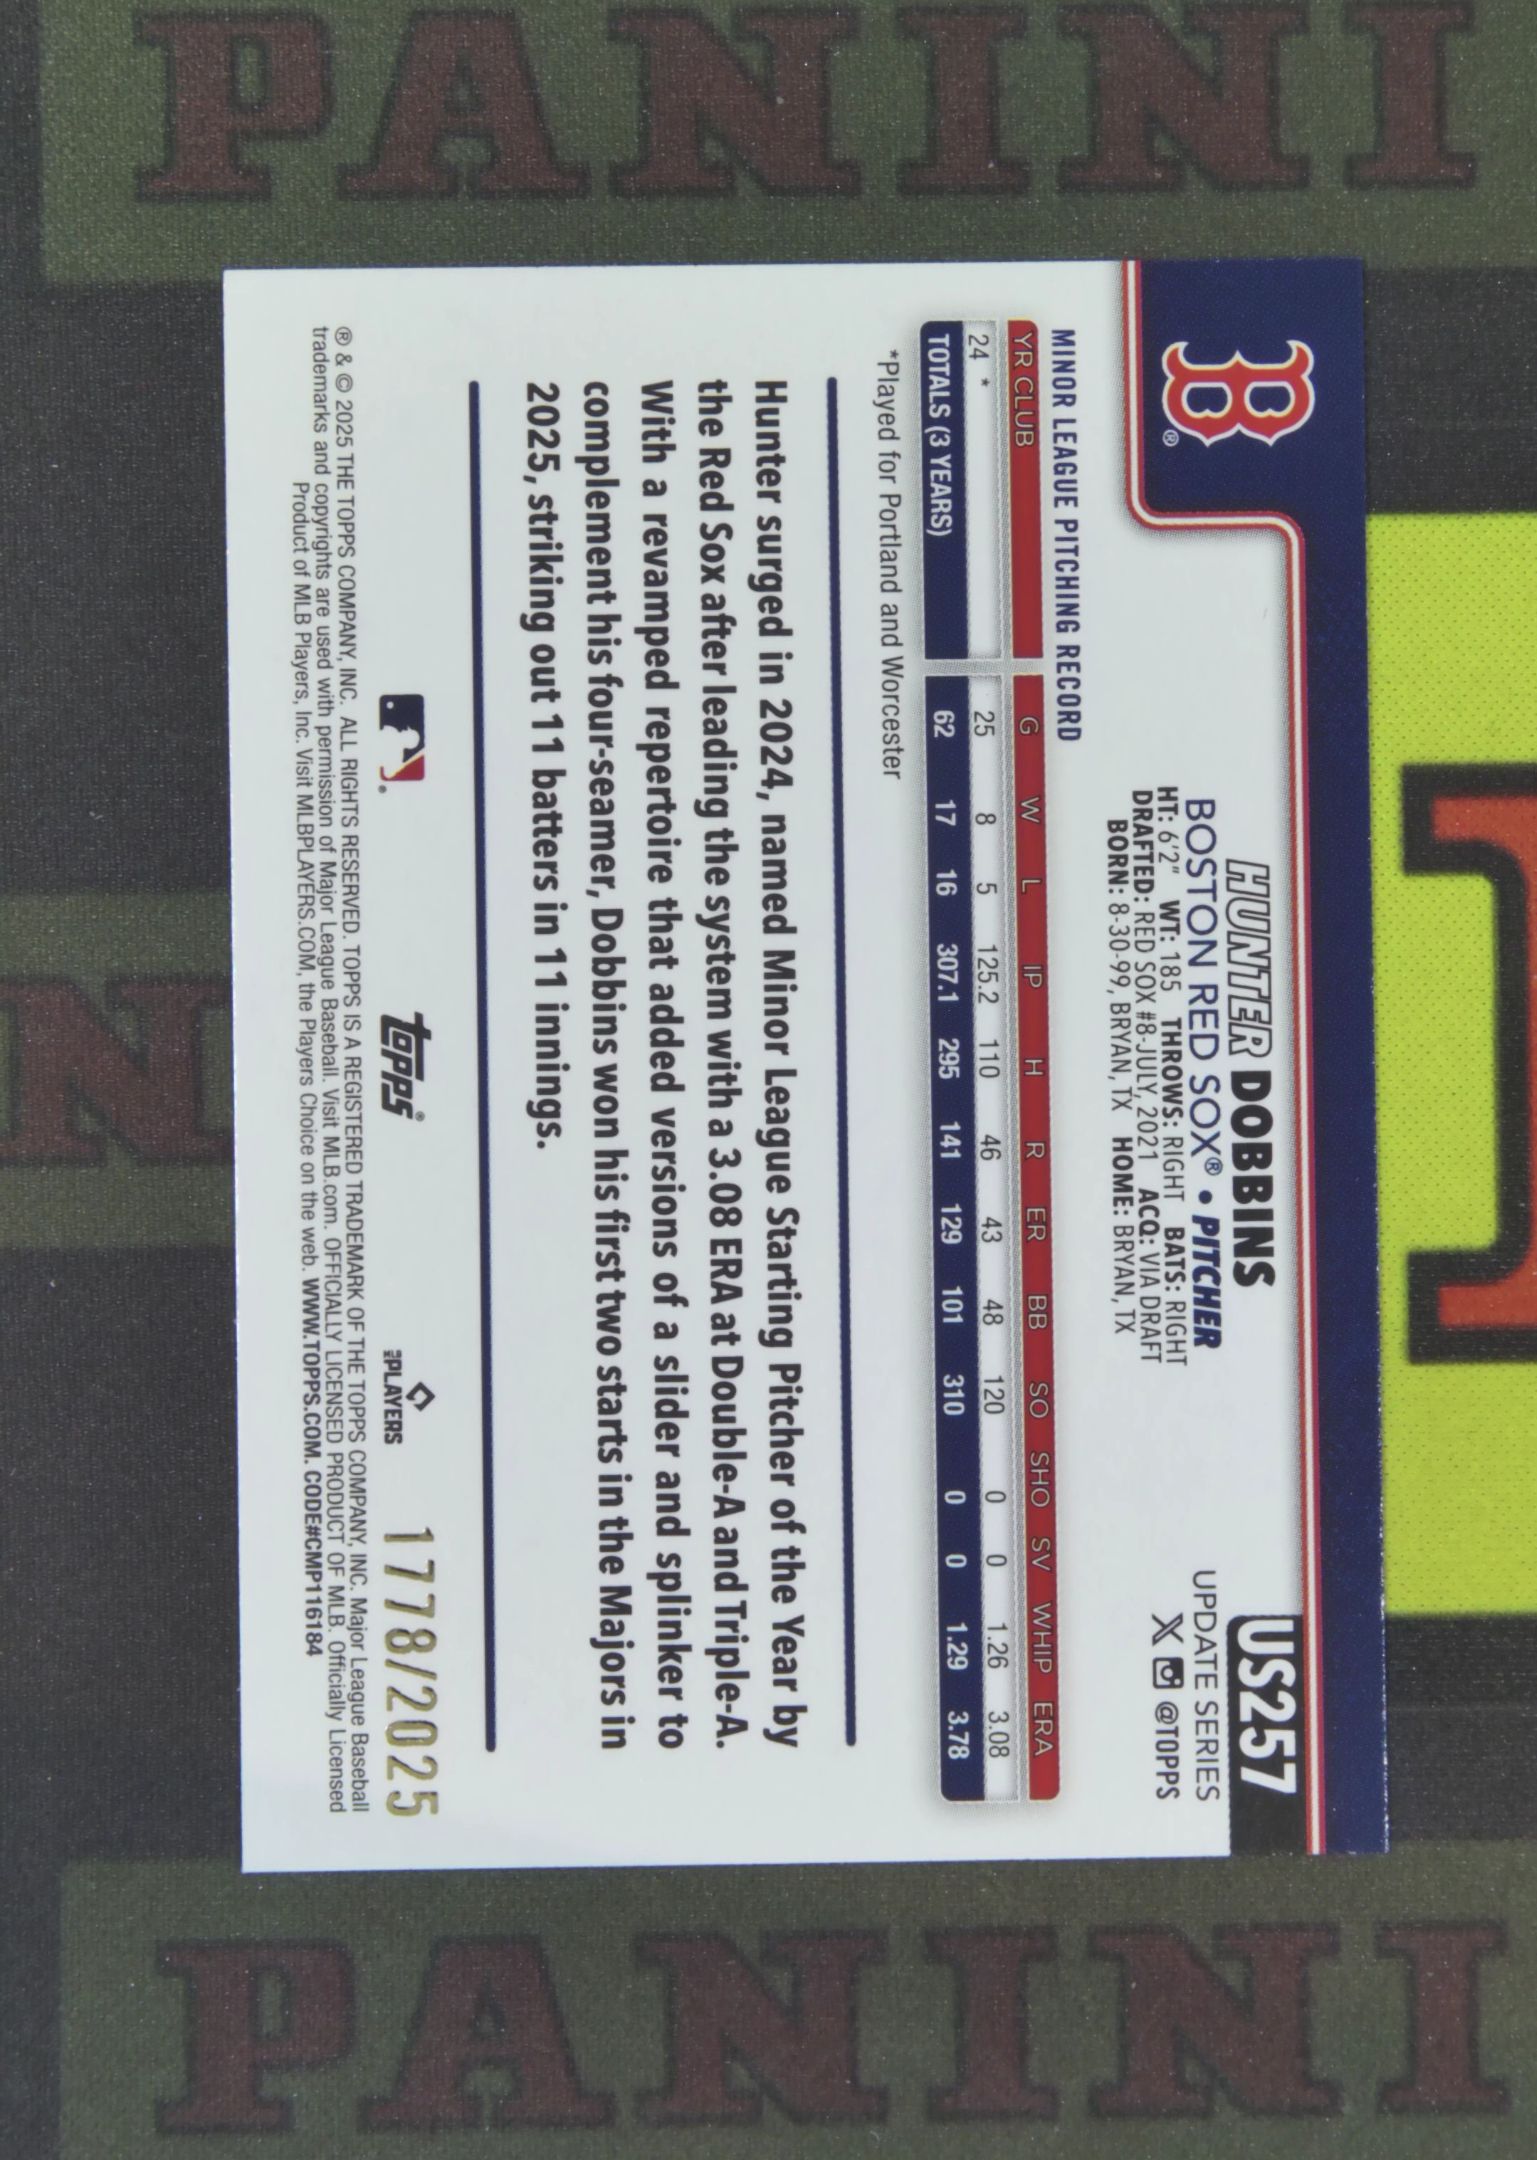 PANINI
B®
HUNTER DOBBINS
US257
BOSTON RED SOX® • PITCHER
UPDATE SERIES
HT: 6'2" WT: 185 THROWS: RIGHT BATS: RIGHT
@TOPPS
DRAFTED: RED SOX #8-JULY, 2021 ACQ: VIA DRAFT
BORN: 8-30-99, BRYAN, TX HOME: BRYAN, TX
MINOR LEAGUE PITCHING RECORD
YR CLUB G W L IP H R ER BB SO SHO SV WHIP ERA
24 * 25 8 5 125.2 110 46 43 48 120 0 0 1.26 3.08
TOTALS (3 YEARS) 62 17 16 307.1 295 141 129 101 310 0 0 1.29 3.78
*Played for Portland and Worcester
Hunter surged in 2024, named Minor League Starting Pitcher of the Year by
the Red Sox after leading the system with a 3.08 ERA at Double-A and Triple-A.
With a revamped repertoire that added versions of a slider and splinker to
complement his four-seamer, Dobbins won his first two starts in the Majors in
2025, striking out 11 batters in 11 innings.
® topps® MLB PLAYERS 1778/2025
® & © 2025 THE TOPPS COMPANY, INC. ALL RIGHTS RESERVED. TOPPS IS A REGISTERED TRADEMARK OF THE TOPPS COMPANY, INC. Major League Baseball
trademarks and copyrights are used with permission of Major League Baseball. Visit MLB.com. OFFICIALLY LICENSED PRODUCT OF MLB. Officially Licensed
Product of MLB Players, Inc. Visit MLBPLAYERS.COM, the Players Choice on the web. WWW.TOPPS.COM. CODE#CMP116184
N
PANINI